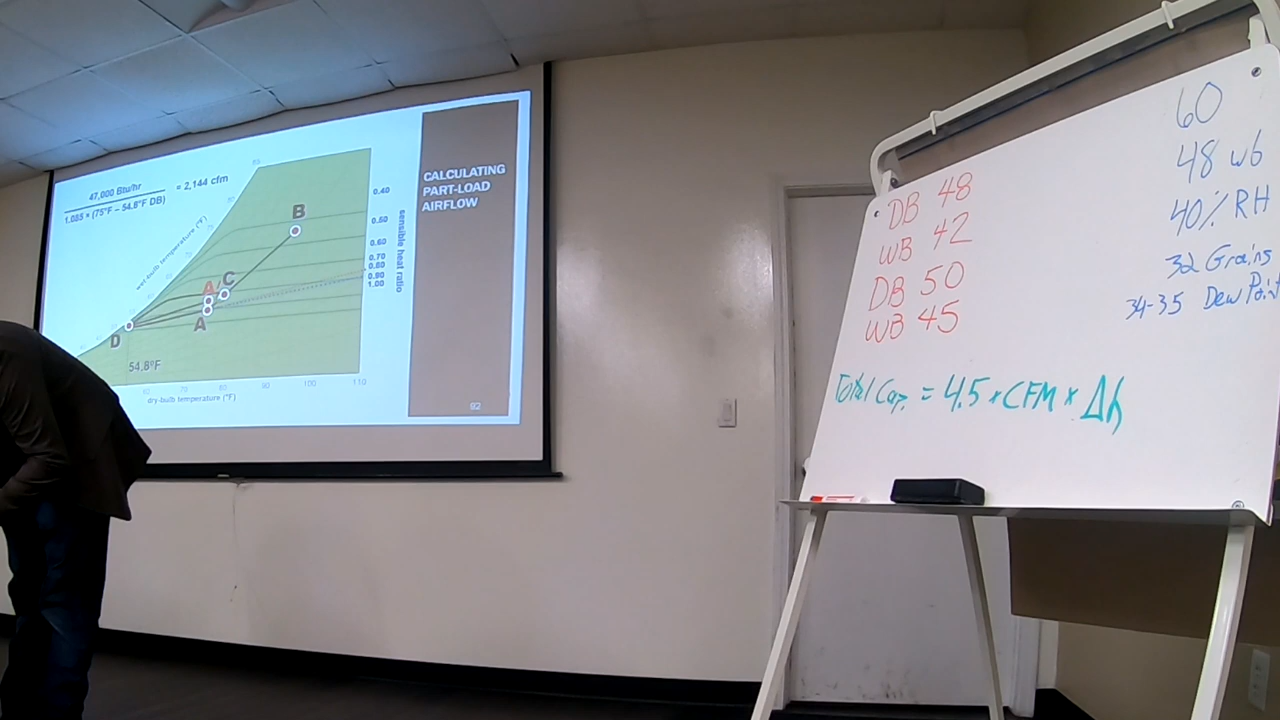 47,000 Btu/hr
1.085 × (75°F – 54.8°F DB)
= 2,144 cfm
CALCULATING
PART-LOAD
AIRFLOW
wet-bulb temperature (°F)
B
A
C
A
D
54.8ºF
0.40
0.50
0.60
0.70
0.80
0.90
1.00
sensible heat ratio
60
70
80
90
100
110
dry-bulb temperature (°F)
92
DB 48
WB 42
DB 50
WB 45
60
48 wb
40% RH
32 Grains
34-35 Dew Point
Total Cap. = 4.5 × CFM × Δh